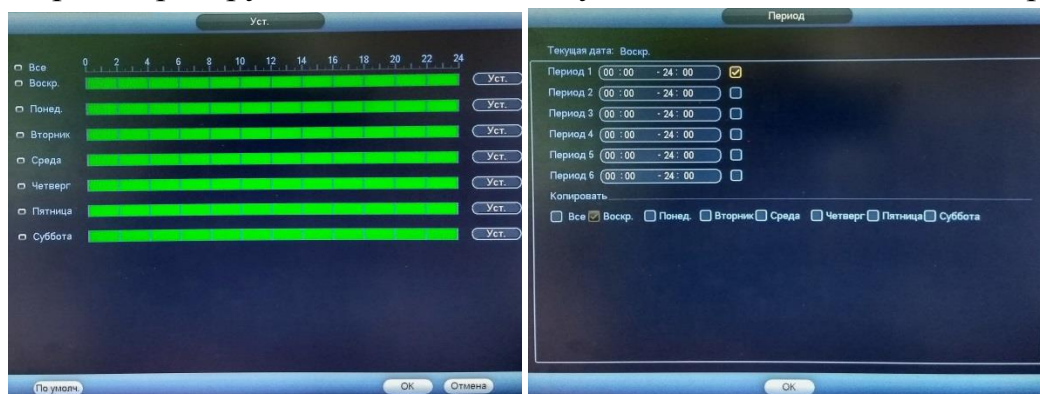 Уст.
0 2 4 6 8 10 12 14 16 18 20 22 24
Все
Воскр. Уст.
Понед. Уст.
Вторник Уст.
Среда Уст.
Четверг Уст.
Пятница Уст.
Суббота Уст.
По умолч. ОК Отмена
Период
Текущая дата: Воскр.
Период 1 00 :00 - 24: 00
Период 2 00 :00 - 24: 00
Период 3 00 :00 - 24: 00
Период 4 00 :00 - 24: 00
Период 5 00 :00 - 24: 00
Период 6 00 :00 - 24: 00
Копировать
Все Воскр. Понед. Вторник Среда Четверг Пятница Суббота
ОК